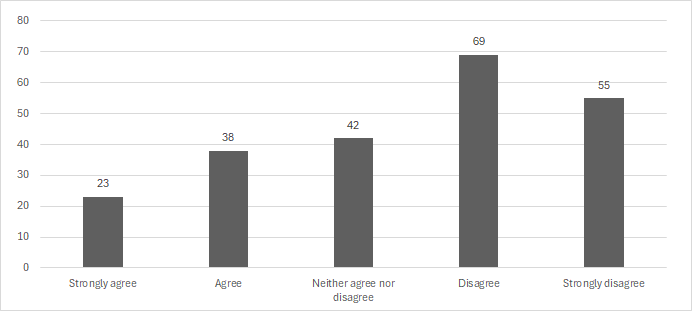 80
70
60
50
40
30
20
10
0
23
38
42
69
55
Strongly agree
Agree
Neither agree nor
disagree
Disagree
Strongly disagree